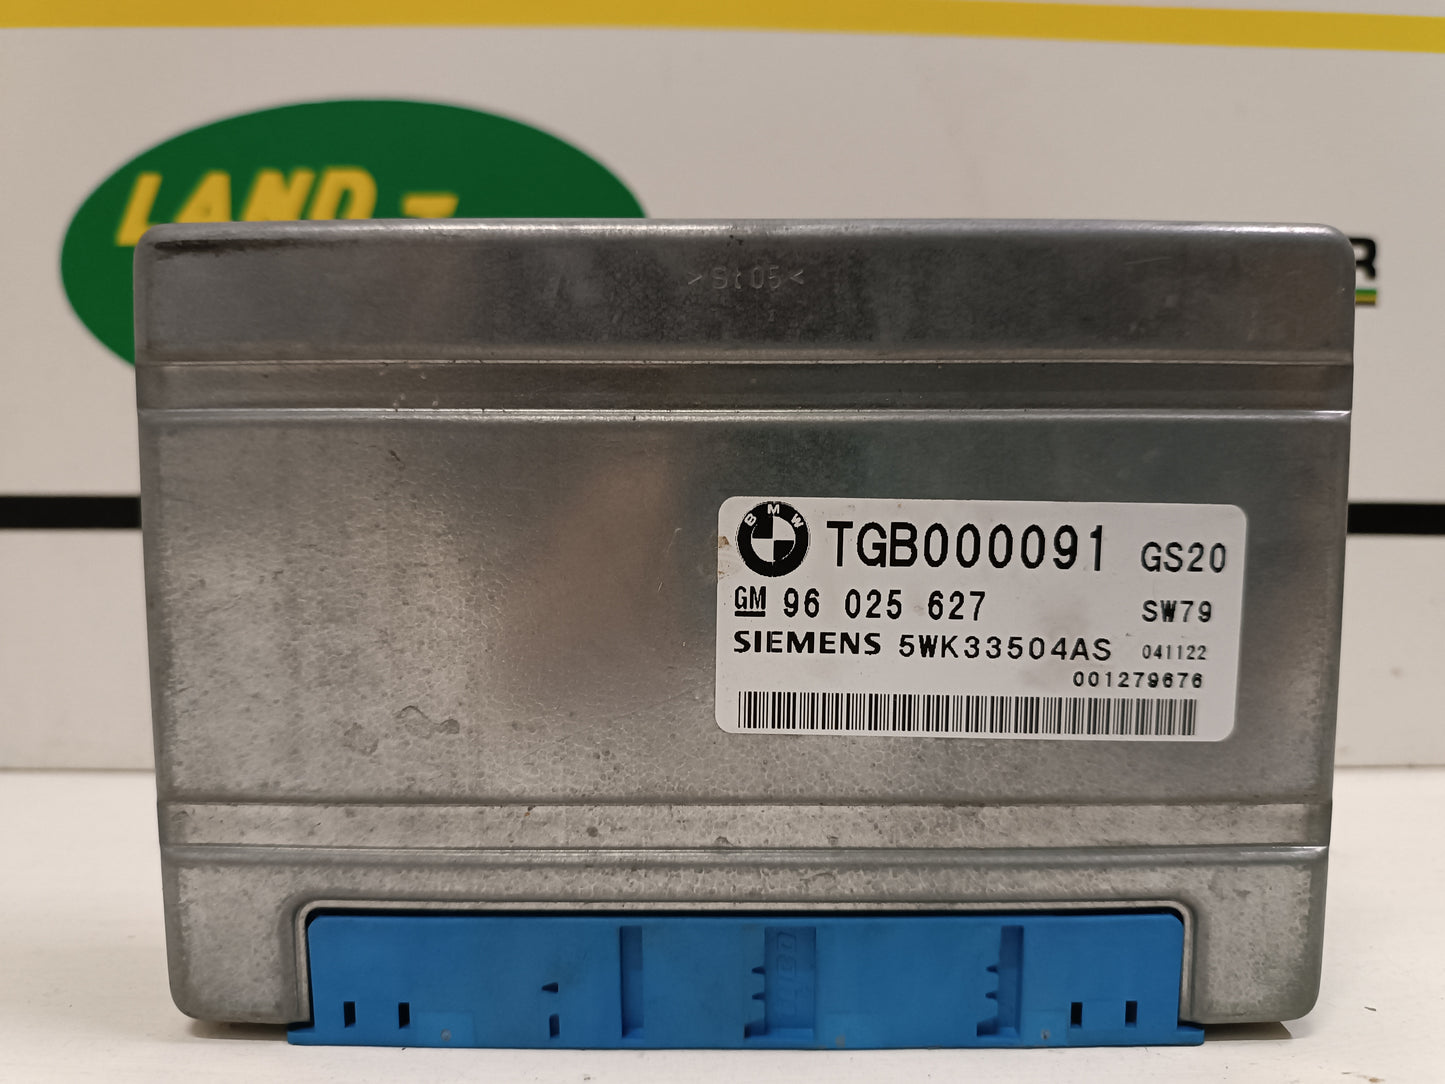 LAND -
R
>St05<
BMW TGB000091 GS20
GM 96 025 627 SW79
SIEMENS 5WK33504AS 041122
001279676